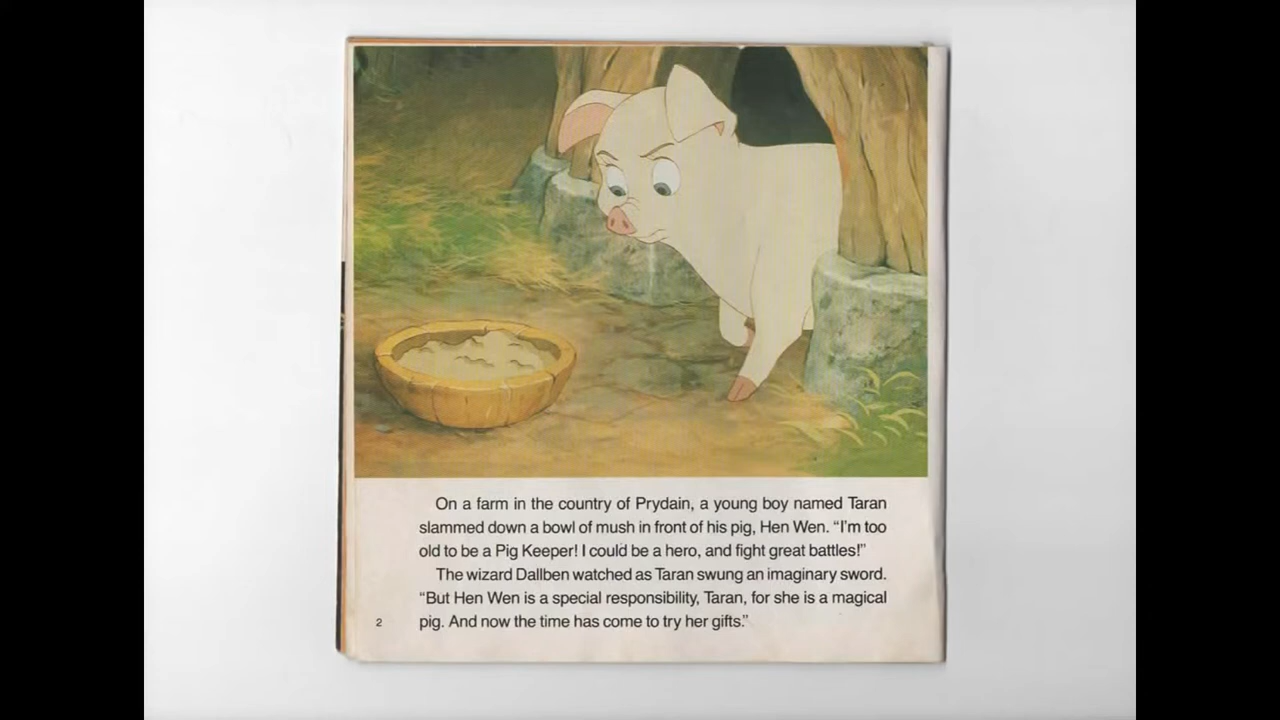 On a farm in the country of Prydain, a young boy named Taran
slammed down a bowl of mush in front of his pig, Hen Wen. “I’m too
old to be a Pig Keeper! I could be a hero, and fight great battles!”
The wizard Dallben watched as Taran swung an imaginary sword.
“But Hen Wen is a special responsibility, Taran, for she is a magical
pig. And now the time has come to try her gifts.”
2